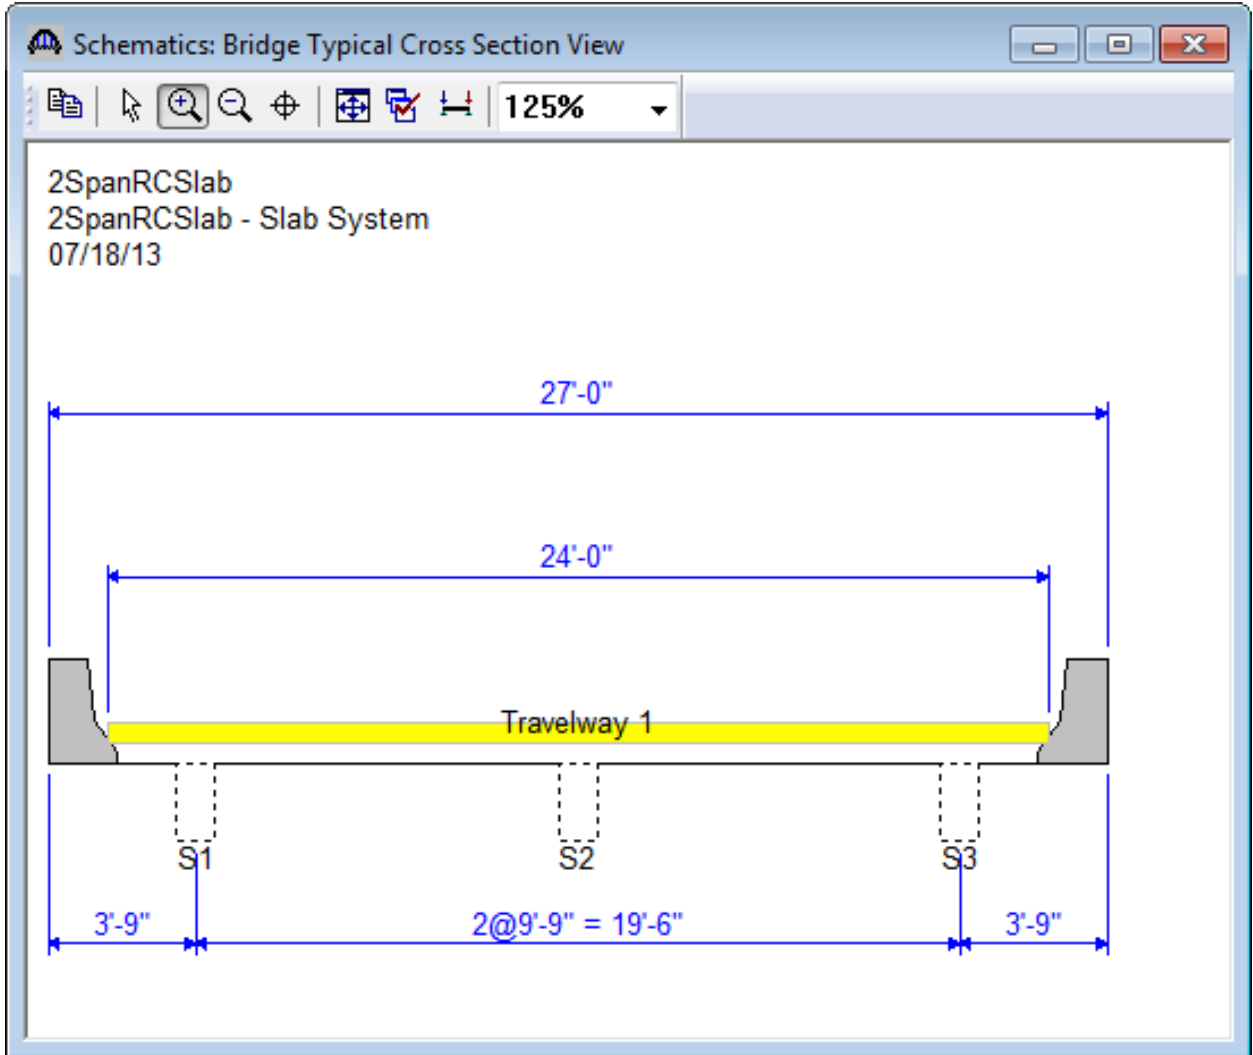 Schematics: Bridge Typical Cross Section View
125%
2SpanRCSlab
2SpanRCSlab - Slab System
07/18/13
27'-0"
24'-0"
Travelway 1
S1 S2 S3
3'-9" 2@9'-9" = 19'-6" 3'-9"